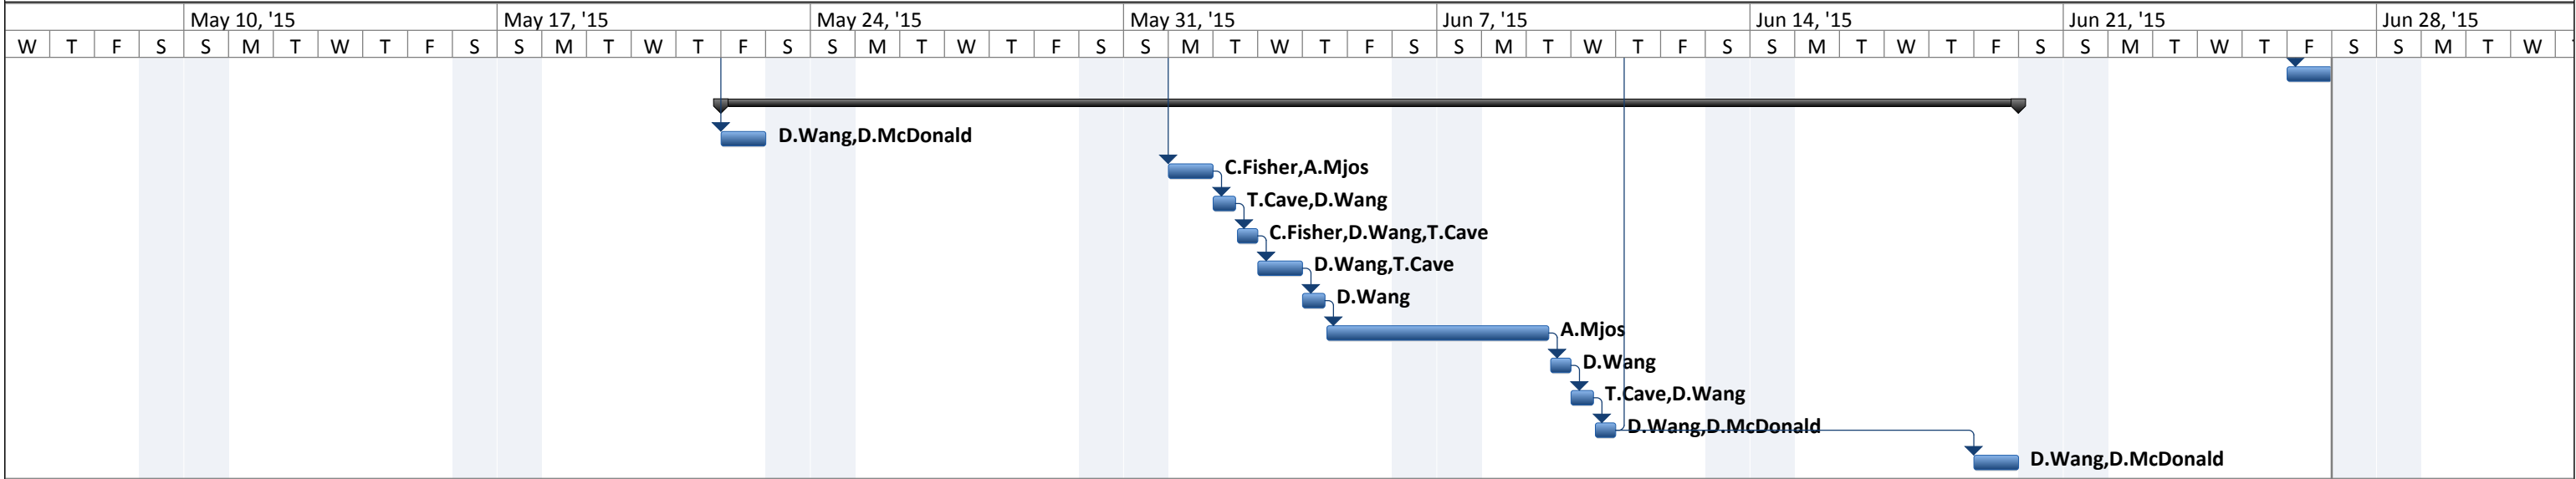 May 10, '15 May 17, '15 May 24, '15 May 31, '15 Jun 7, '15 Jun 14, '15 Jun 21, '15 Jun 28, '15
W T F S S M T W T F S S M T W T F S S M T W T F S S M T W T F S S M T W T F S S M T W T F S S M T W T F S S M T W
D.Wang,D.McDonald
C.Fisher,A.Mjos
T.Cave,D.Wang
C.Fisher,D.Wang,T.Cave
D.Wang,T.Cave
D.Wang
A.Mjos
D.Wang
T.Cave,D.Wang
D.Wang,D.McDonald
D.Wang,D.McDonald